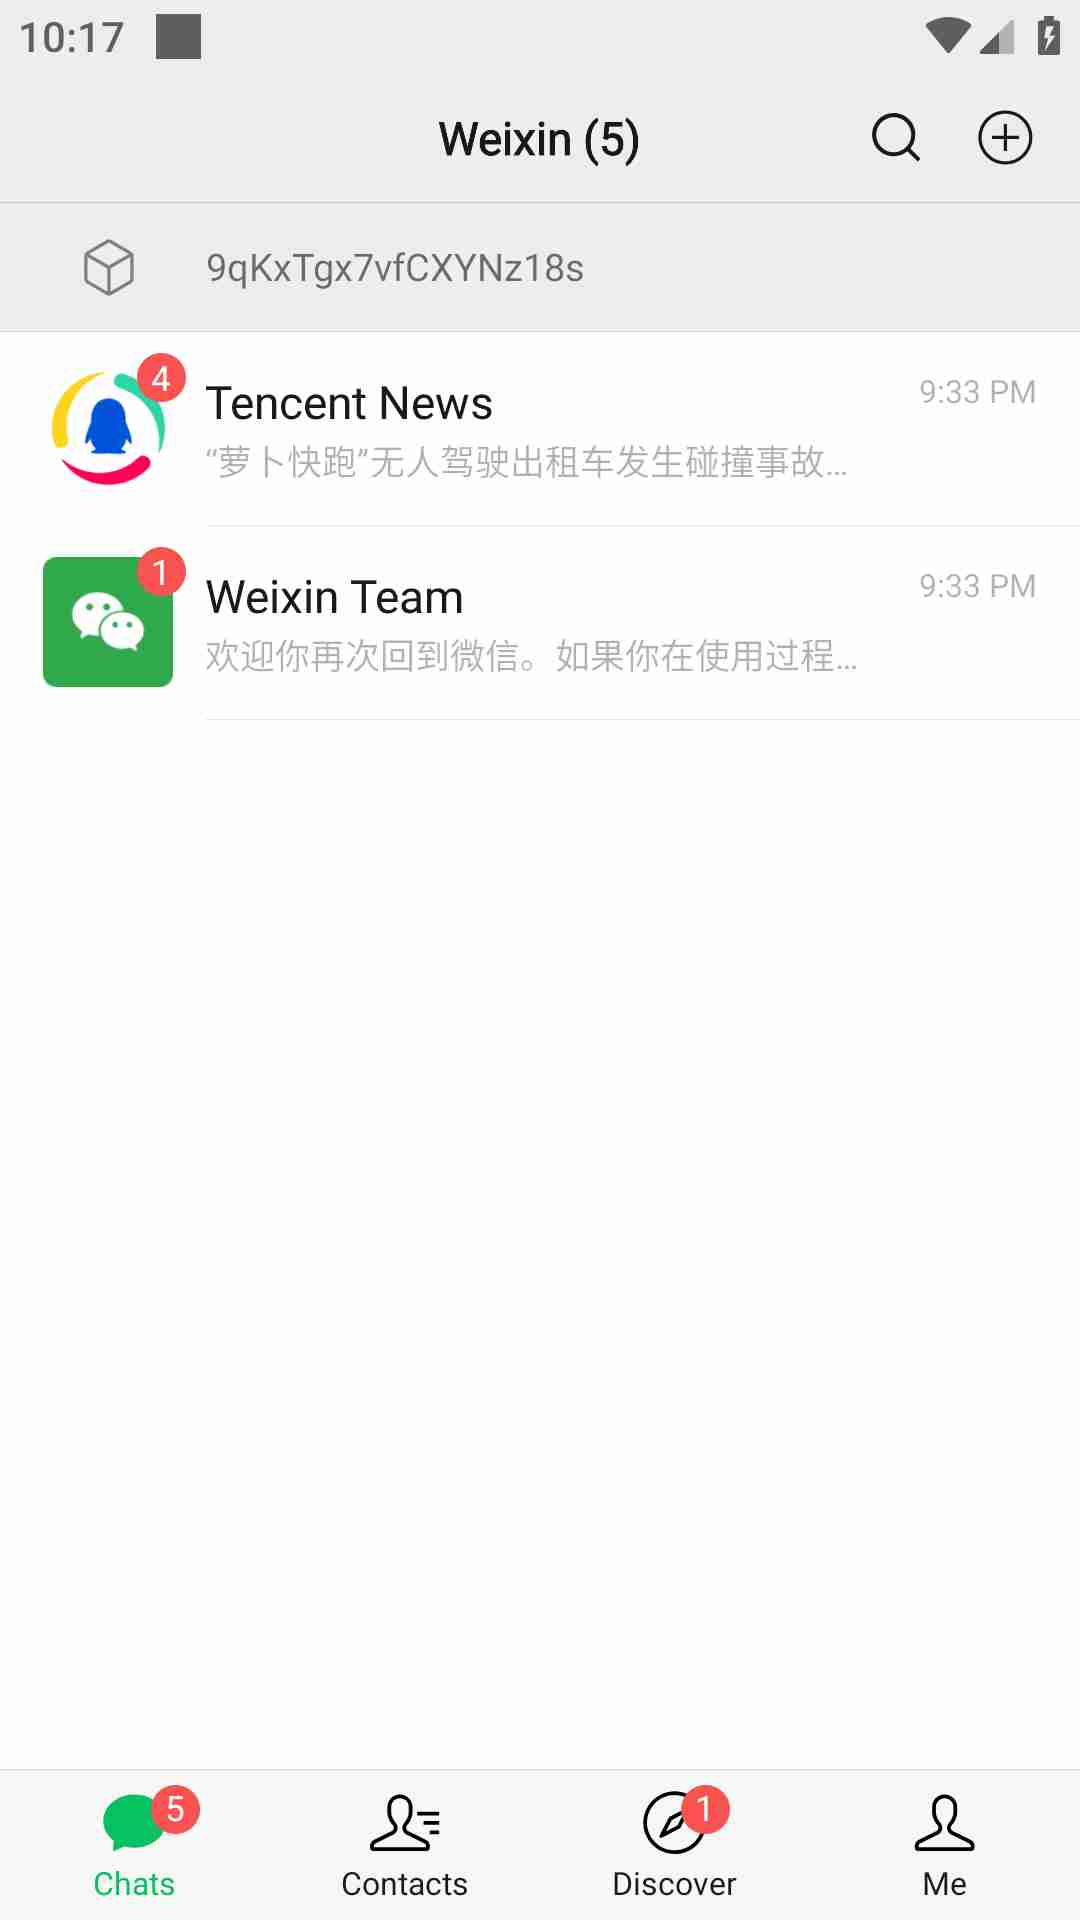 10:17
Weixin (5)
9qKxTgx7vfCXYNz18s
4
Tencent News
9:33 PM
“萝卜快跑”无人驾驶出租车发生碰撞事故...
1
Weixin Team
9:33 PM
欢迎你再次回到微信。如果你在使用过程...
5
1
Chats
Contacts
Discover
Me